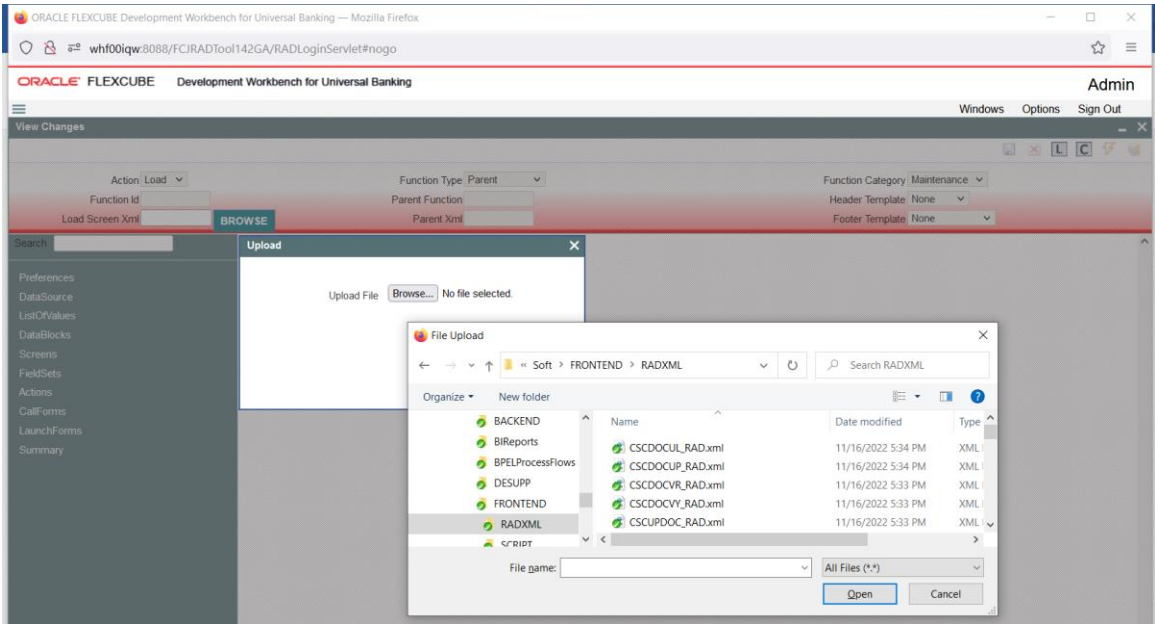 ORACLE FLEXCUBE Development Workbench for Universal Banking — Mozilla Firefox
whf00iqw:8088/FCJRADTool142GA/RADLoginServlet#nogo
ORACLE FLEXCUBE Development Workbench for Universal Banking Admin
Windows Options Sign Out
View Changes
L C
Action Load Function Type Parent Function Category Maintenance
Function Id Parent Function Header Template None
Load Screen Xml BROWSE Parent Xml Footer Template None
Search
Preferences
DataSource
ListOfValues
DataBlocks
Screens
FieldSets
Actions
CallForms
LaunchForms
Summary
Upload
Upload File Browse... No file selected.
File Upload
« Soft > FRONTEND > RADXML Search RADXML
Organize New folder
BACKEND
BIReports
BPELProcessFlows
DESUPP
FRONTEND
RADXML
SCRIPT
Name Date modified Type
CSCDOCUL_RAD.xml 11/16/2022 5:34 PM XML
CSCDOCUP_RAD.xml 11/16/2022 5:34 PM XML
CSCDOCVR_RAD.xml 11/16/2022 5:33 PM XML
CSCDOCVY_RAD.xml 11/16/2022 5:33 PM XML
CSCUPDOC_RAD.xml 11/16/2022 5:33 PM XML
File name: All Files (*.*)
Open Cancel